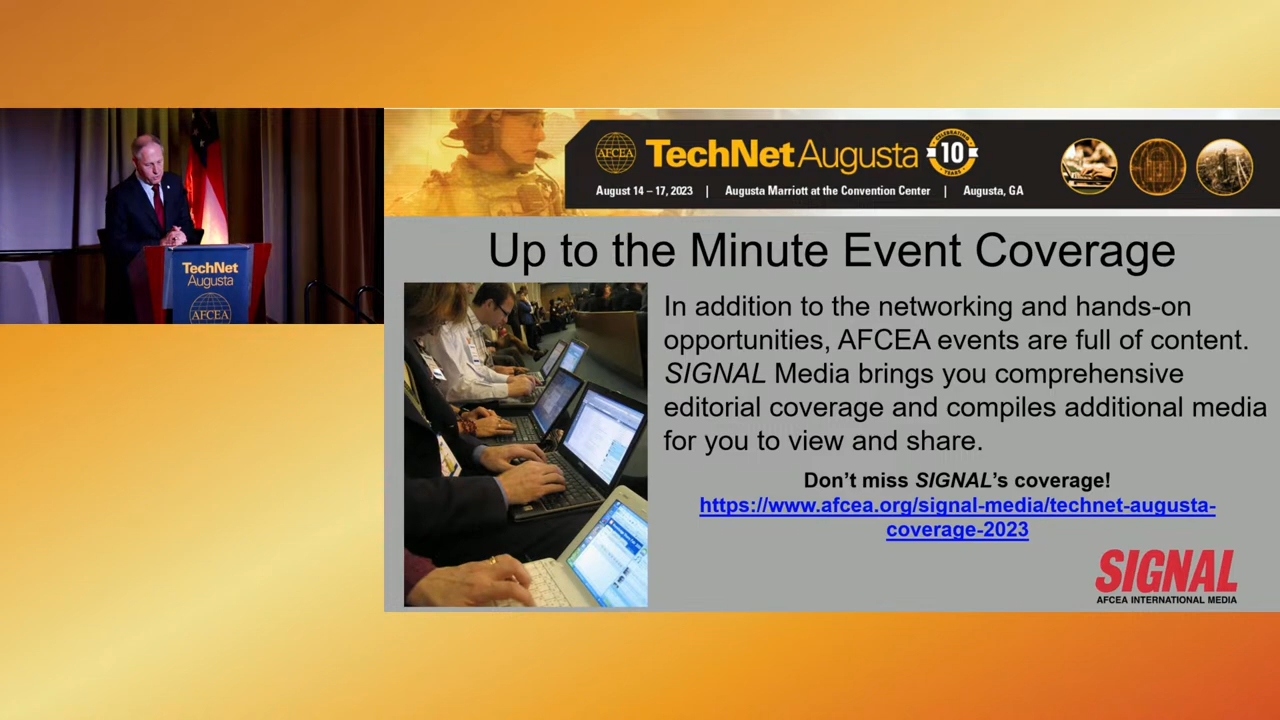 TechNet
Augusta
AFCEA
AFCEA
TechNet Augusta
CELEBRATING
10
YEARS
August 14 – 17, 2023 | Augusta Marriott at the Convention Center | Augusta, GA
Up to the Minute Event Coverage
In addition to the networking and hands-on
opportunities, AFCEA events are full of content.
SIGNAL Media brings you comprehensive
editorial coverage and compiles additional media
for you to view and share.
Don’t miss SIGNAL’s coverage!
https://www.afcea.org/signal-media/technet-augusta-
coverage-2023
SIGNAL
AFCEA INTERNATIONAL MEDIA